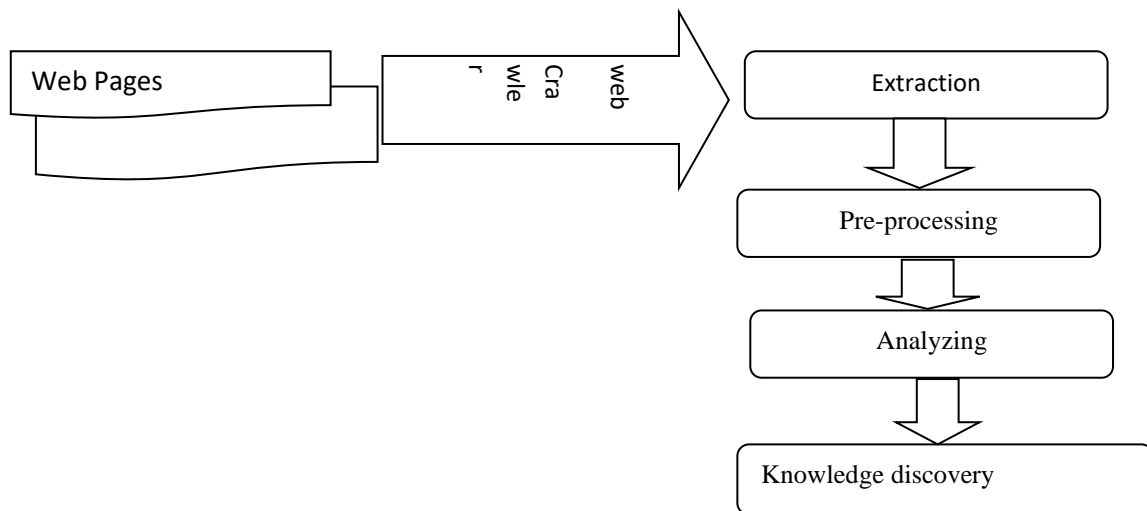 Web Pages
web
Cra
wle
r
Extraction
Pre-processing
Analyzing
Knowledge discovery